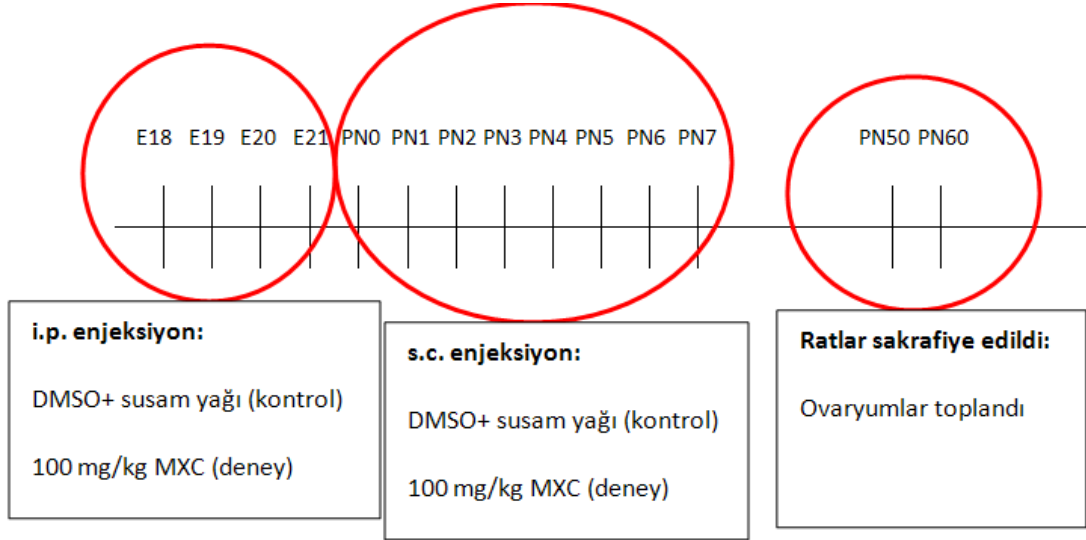 E18 E19 E20 E21 PN0 PN1 PN2 PN3 PN4 PN5 PN6 PN7 PN50 PN60
i.p. enjeksiyon:
DMSO+ susam yağı (kontrol)
100 mg/kg MXC (deney)
s.c. enjeksiyon:
DMSO+ susam yağı (kontrol)
100 mg/kg MXC (deney)
Ratlar sakrafiye edildi:
Ovaryumlar toplandı